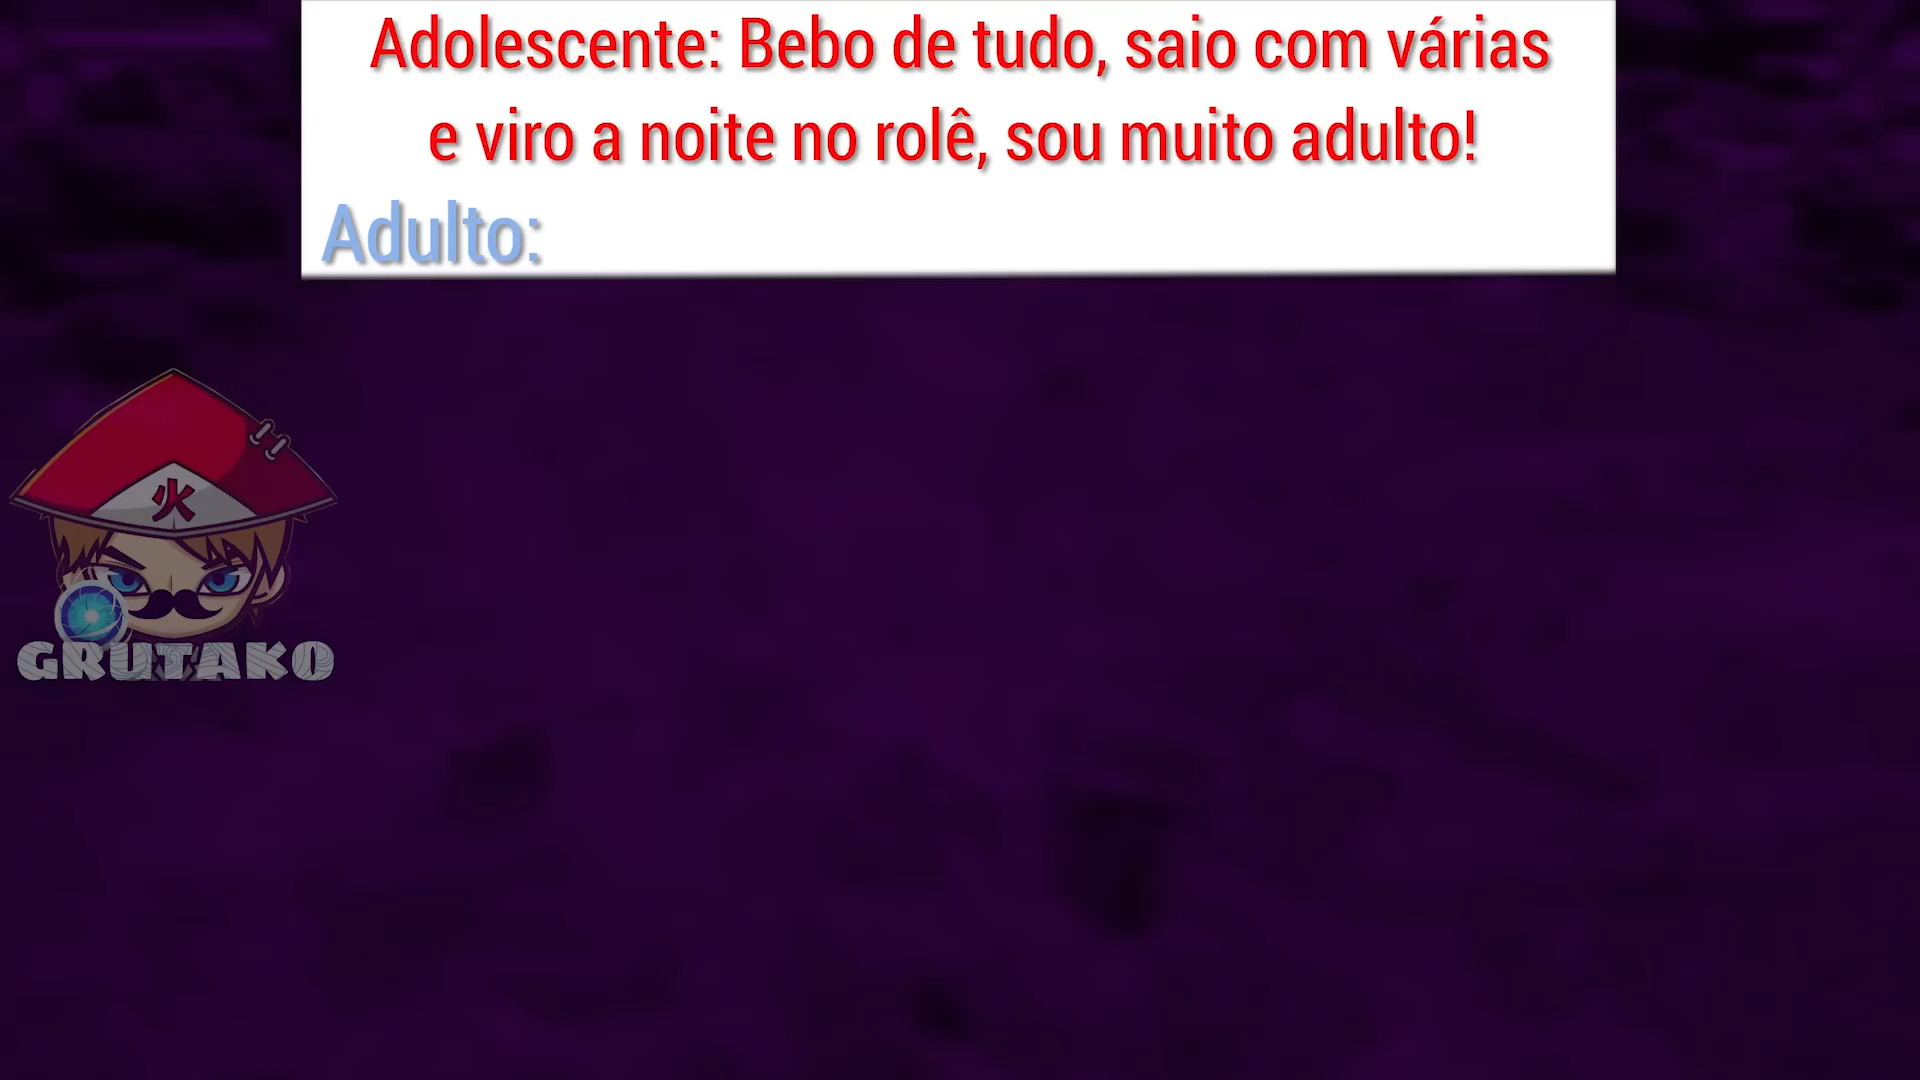 Adolescente: Bebo de tudo, saio com várias
e viro a noite no rolê, sou muito adulto!
Adulto:
火
GRUTAKO